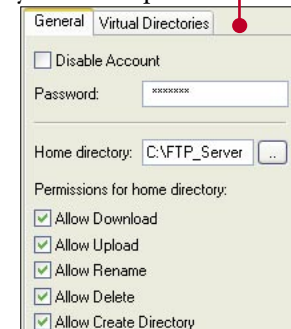 General Virtual Directories
Disable Account
Password: *******
Home directory: C:\FTP_Server ..
Permissions for home directory:
Allow Download
Allow Upload
Allow Rename
Allow Delete
Allow Create Directory